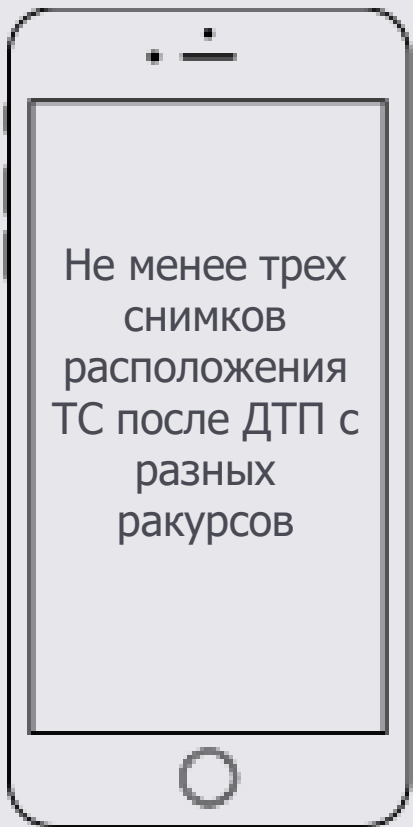 Не менее трех
снимков
расположения
ТС после ДТП с
разных
ракурсов